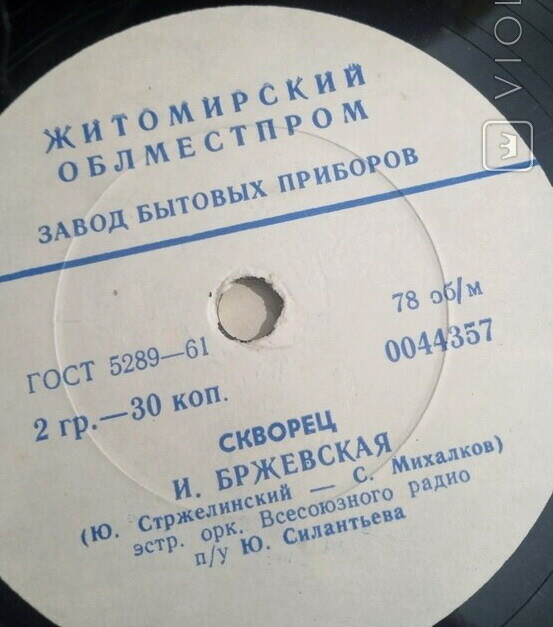 ЖИТОМИРСКИЙ
ОБЛМЕСТПРОМ
ЗАВОД БЫТОВЫХ ПРИБОРОВ
78 об/м
ГОСТ 5289—61
0044357
2 гр.—30 коп.
СКВОРЕЦ
И. БРЖЕВСКАЯ
(Ю. Стржелинский — С. Михалков)
эстр. орк. Всесоюзного радио
п/у Ю. Силантьева
VIOL